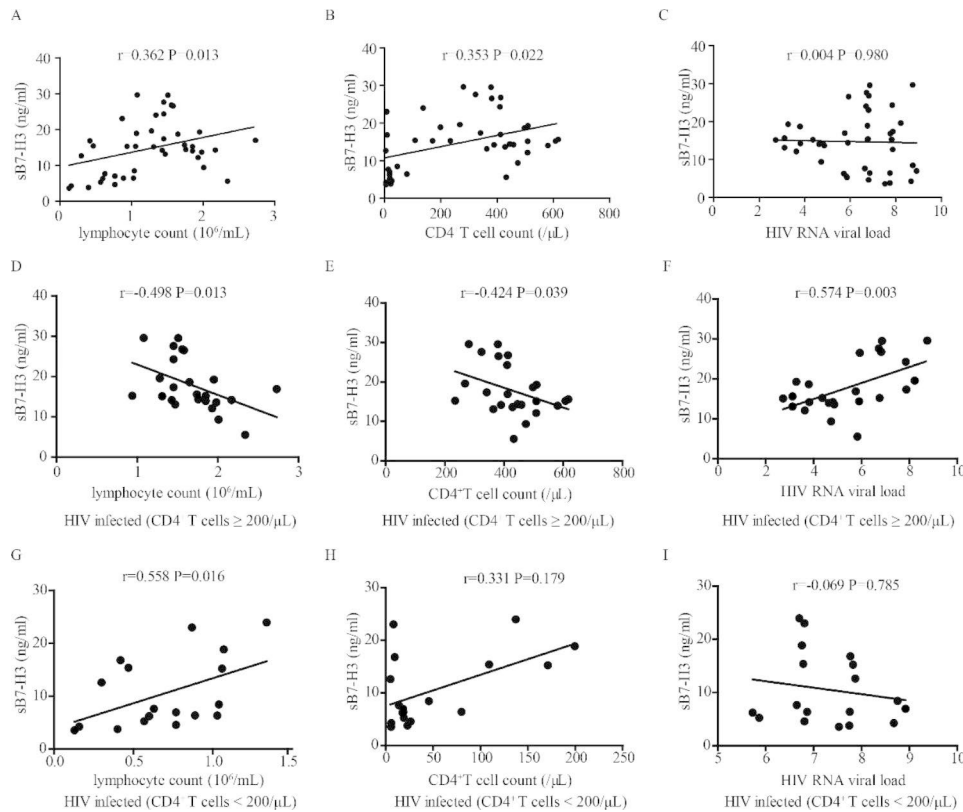 A
r=0.362 P=0.013
sB7-H3 (ng/ml)
40
30
20
10
0
0 1 2 3
lymphocyte count (10⁶/mL)
B
r=0.353 P=0.022
sB7-H3 (ng/ml)
40
30
20
10
0
0 200 400 600 800
CD4 T cell count (/μL)
C
r=0.004 P=0.980
sB7-H3 (ng/ml)
40
30
20
10
0
0 2 4 6 8 10
HIV RNA viral load
D
r=-0.498 P=0.013
sB7-H3 (ng/ml)
40
30
20
10
0
0 1 2 3
lymphocyte count (10⁶/mL)
HIV infected (CD4 T cells ≥ 200/μL)
E
r=-0.424 P=0.039
sB7-H3 (ng/ml)
40
30
20
10
0
0 200 400 600 800
CD4⁺T cell count (/μL)
HIV infected (CD4 T cells ≥ 200/μL)
F
r=0.574 P=0.003
sB7-H3 (ng/ml)
40
30
20
10
0
0 2 4 6 8 10
HIV RNA viral load
HIV infected (CD4⁺ T cells ≥ 200/μL)
G
r=0.558 P=0.016
sB7-H3 (ng/ml)
30
20
10
0
0.0 0.5 1.0 1.5
lymphocyte count (10⁶/mL)
HIV infected (CD4 T cells < 200/μL)
H
r=0.331 P=0.179
sB7-H3 (ng/ml)
30
20
10
0
0 50 100 150 200 250
CD4⁺T cell count (/μL)
HIV infected (CD4⁺ T cells < 200/μL)
I
r=-0.069 P=0.785
sB7-H3 (ng/ml)
30
20
10
0
5 6 7 8 9 10
HIV RNA viral load
HIV infected (CD4⁺ T cells < 200/μL)